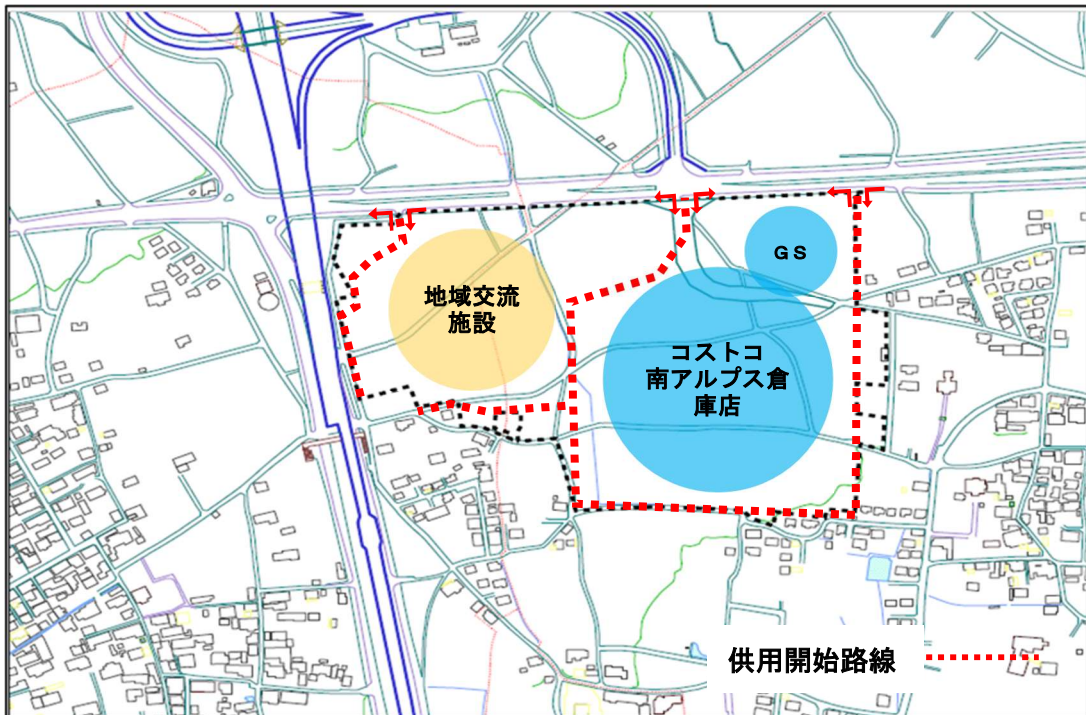 地域交流
施設
GS
コストコ
南アルプス倉
庫店
供用開始路線